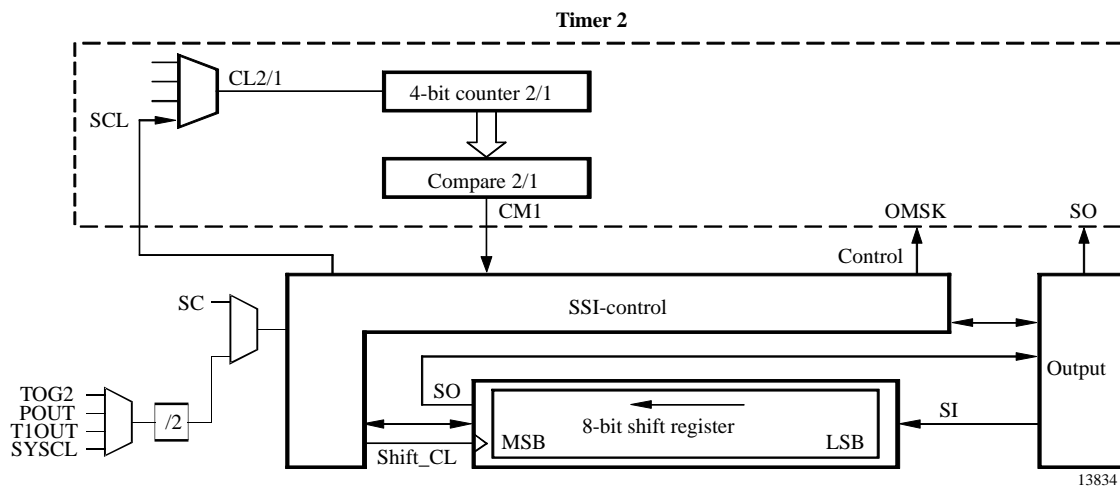 Timer 2
CL2/1
4-bit counter 2/1
SCL
Compare 2/1
CM1
OMSK
SO
Control
SC
SSI-control
TOG2
POUT
T1OUT
SYSCL
/2
SO
Output
SI
8-bit shift register
MSB
LSB
Shift_CL
13834